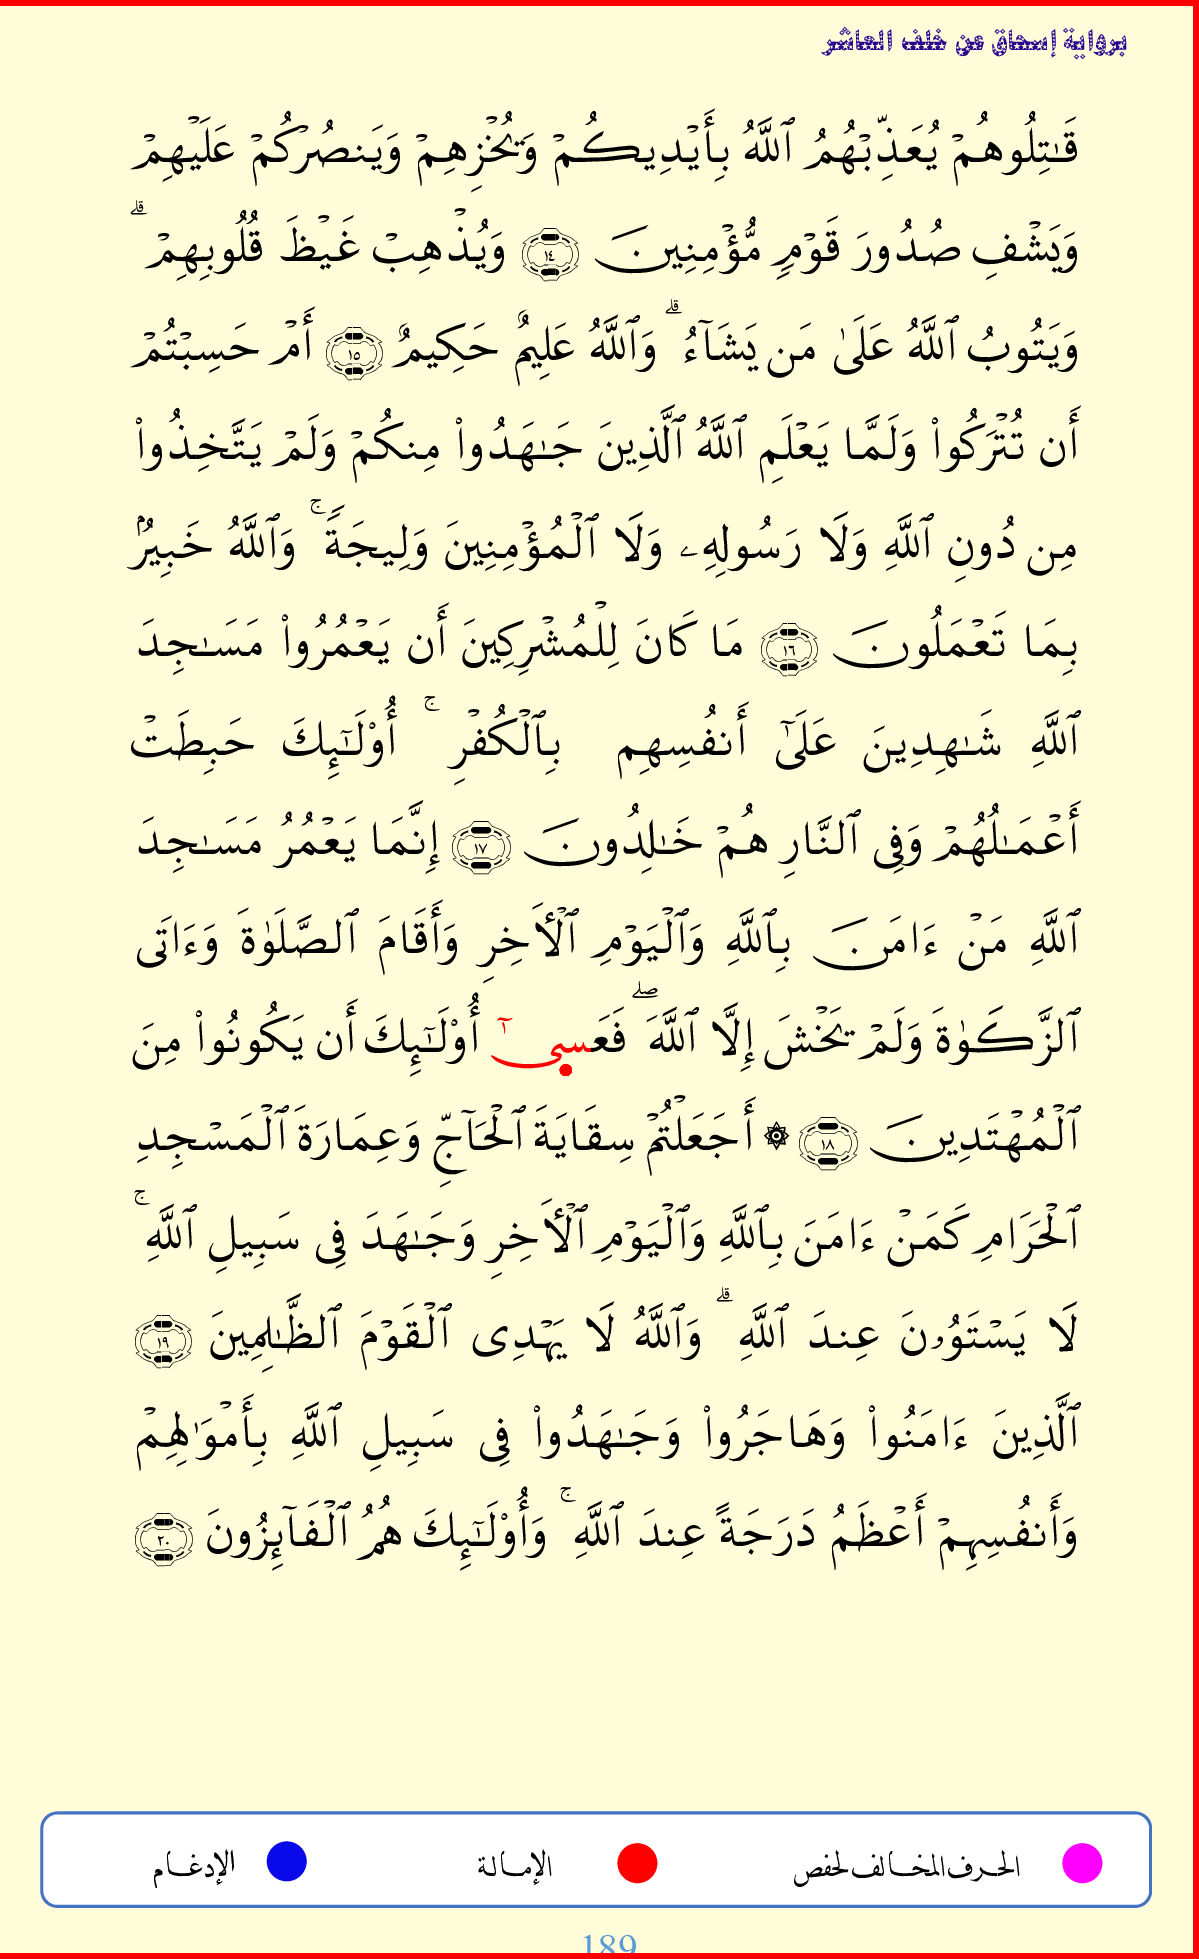 برواية إسحاق عن خلف العاشر
قَـٰتِلُوهُمۡ يُعَذِّبۡهُمُ ٱللَّهُ بِأَيۡدِيكُمۡ وَيُخۡزِهِمۡ وَيَنصُرۡكُمۡ عَلَيۡهِمۡ
وَيَشۡفِ صُدُورَ قَوۡمٖ مُّؤۡمِنِينَ ١٤ وَيُذۡهِبۡ غَيۡظَ قُلُوبِهِمۡۗ
وَيَتُوبُ ٱللَّهُ عَلَىٰ مَن يَشَآءُۗ وَٱللَّهُ عَلِيمٌ حَكِيمٌ ١٥ أَمۡ حَسِبۡتُمۡ
أَن تُتۡرَكُواْ وَلَمَّا يَعۡلَمِ ٱللَّهُ ٱلَّذِينَ جَـٰهَدُواْ مِنكُمۡ وَلَمۡ يَتَّخِذُواْ
مِن دُونِ ٱللَّهِ وَلَا رَسُولِهِۦ وَلَا ٱلۡمُؤۡمِنِينَ وَلِيجَةٗۚ وَٱللَّهُ خَبِيرُۢ
بِمَا تَعۡمَلُونَ ١٦ مَا كَانَ لِلۡمُشۡرِكِينَ أَن يَعۡمُرُواْ مَسَـٰجِدَ
ٱللَّهِ شَـٰهِدِينَ عَلَىٰٓ أَنفُسِهِم بِٱلۡكُفۡرِۚ أُوْلَـٰٓئِكَ حَبِطَتۡ
أَعۡمَـٰلُهُمۡ وَفِي ٱلنَّارِ هُمۡ خَـٰلِدُونَ ١٧ إِنَّمَا يَعۡمُرُ مَسَـٰجِدَ
ٱللَّهِ مَنۡ ءَامَنَ بِٱللَّهِ وَٱلۡيَوۡمِ ٱلۡأٓخِرِ وَأَقَامَ ٱلصَّلَوٰةَ وَءَاتَى
ٱلزَّكَوٰةَ وَلَمۡ يَخۡشَ إِلَّا ٱللَّهَۖ فَعَسىٰٓ أُوْلَـٰٓئِكَ أَن يَكُونُواْ مِنَ
ٱلۡمُهۡتَدِينَ ١٨ ۞ أَجَعَلۡتُمۡ سِقَايَةَ ٱلۡحَآجِّ وَعِمَارَةَ ٱلۡمَسۡجِدِ
ٱلۡحَرَامِ كَمَنۡ ءَامَنَ بِٱللَّهِ وَٱلۡيَوۡمِ ٱلۡأٓخِرِ وَجَـٰهَدَ فِي سَبِيلِ ٱللَّهِۚ
لَا يَسۡتَوُۥنَ عِندَ ٱللَّهِۗ وَٱللَّهُ لَا يَهۡدِي ٱلۡقَوۡمَ ٱلظَّـٰلِمِينَ ١٩
ٱلَّذِينَ ءَامَنُواْ وَهَاجَرُواْ وَجَـٰهَدُواْ فِي سَبِيلِ ٱللَّهِ بِأَمۡوَٰلِهِمۡ
وَأَنفُسِهِمۡ أَعۡظَمُ دَرَجَةً عِندَ ٱللَّهِۚ وَأُوْلَـٰٓئِكَ هُمُ ٱلۡفَآئِزُونَ ٢٠
الحرف المخالف لحفص الإمالة الإدغام
189